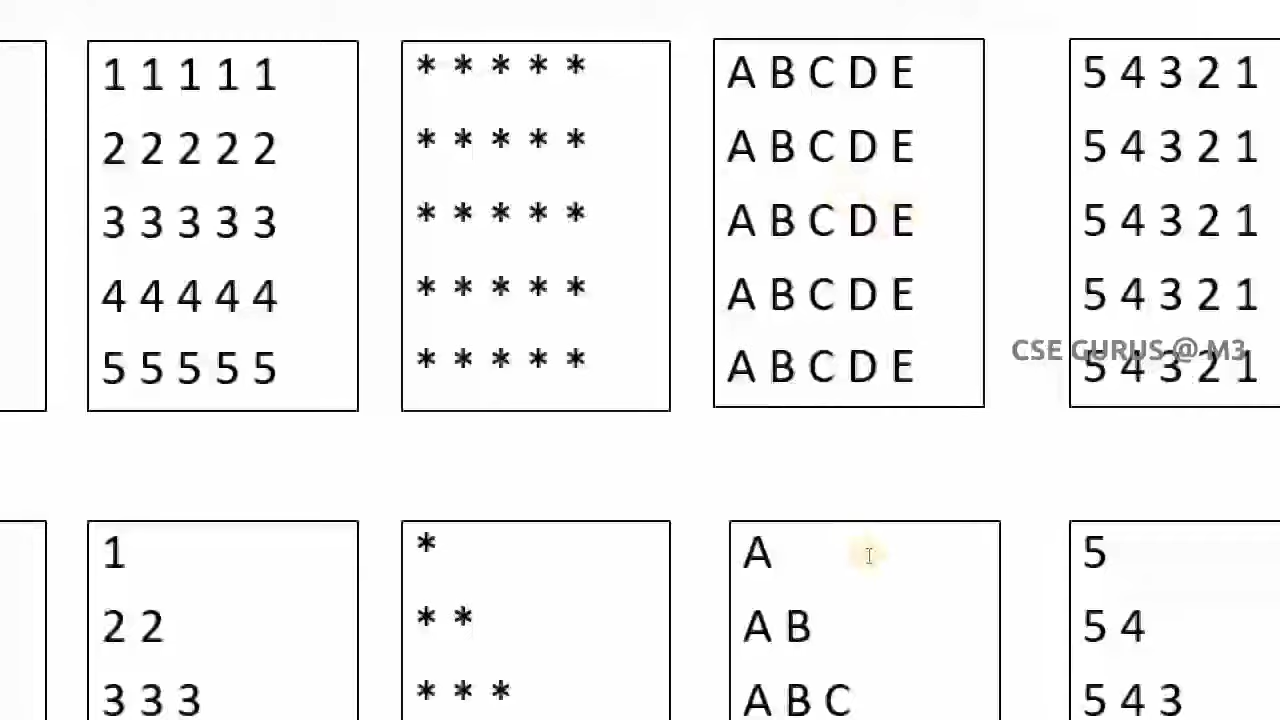 1 1 1 1 1
2 2 2 2 2
3 3 3 3 3
4 4 4 4 4
5 5 5 5 5
* * * * *
* * * * *
* * * * *
* * * * *
* * * * *
A B C D E
A B C D E
A B C D E
A B C D E
A B C D E
5 4 3 2 1
5 4 3 2 1
5 4 3 2 1
5 4 3 2 1
CSE GURUS @ M3
5 4 3 2 1
1
2 2
3 3 3
*
* *
* * *
A
A B
A B C
5
5 4
5 4 3